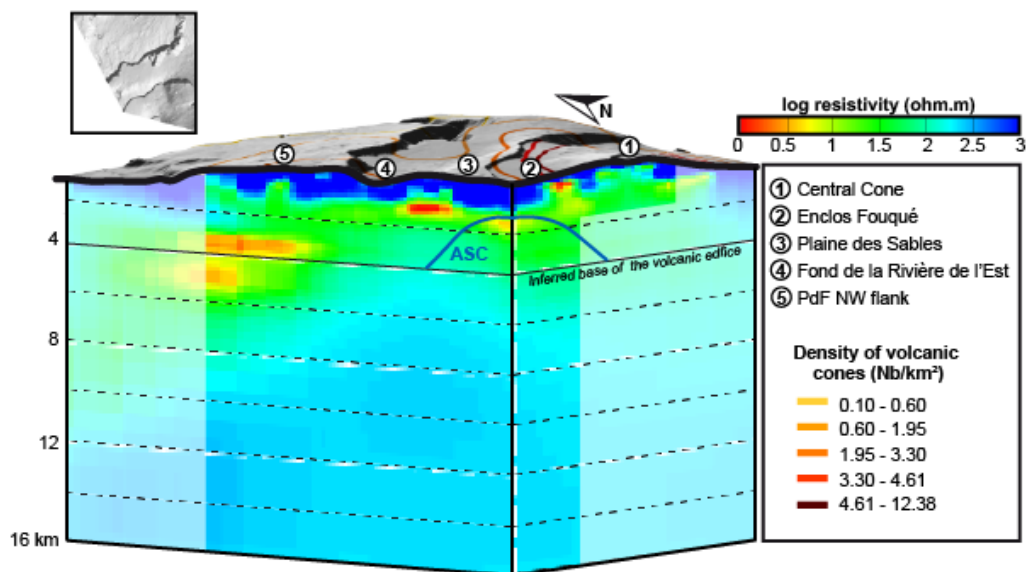 N
log resistivity (ohm.m)
0 0.5 1 1.5 2 2.5 3
① Central Cone
② Enclos Fouqué
③ Plaine des Sables
④ Fond de la Rivière de l'Est
⑤ PdF NW flank
Density of volcanic
cones (Nb/km²)
0.10 - 0.60
0.60 - 1.95
1.95 - 3.30
3.30 - 4.61
4.61 - 12.38
⑤ ④ ③ ② ①
4
8
12
16 km
ASC
Inferred base of the volcanic edifice